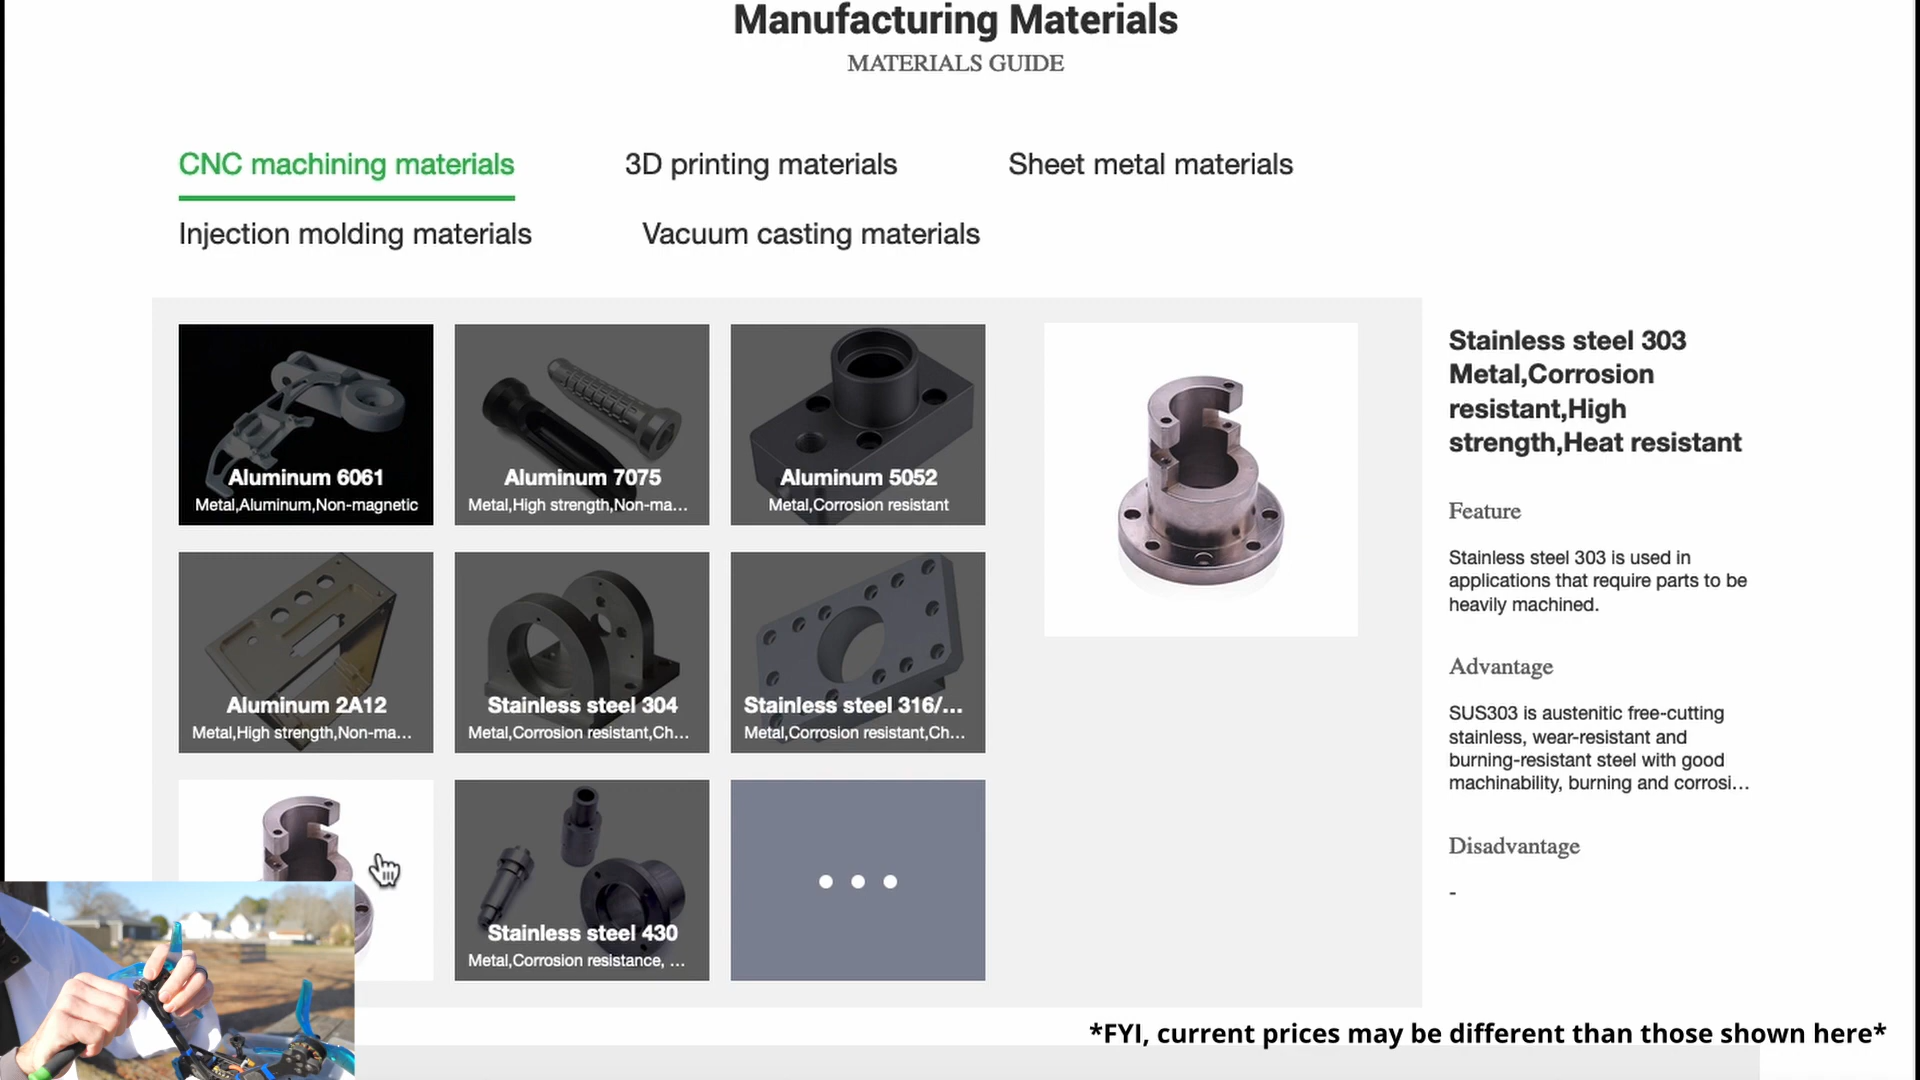 Manufacturing Materials
MATERIALS GUIDE
CNC machining materials
3D printing materials
Sheet metal materials
Injection molding materials
Vacuum casting materials
Aluminum 6061
Metal,Aluminum,Non-magnetic
Aluminum 7075
Metal,High strength,Non-ma...
Aluminum 5052
Metal,Corrosion resistant
Aluminum 2A12
Metal,High strength,Non-ma...
Stainless steel 304
Metal,Corrosion resistant,Ch...
Stainless steel 316/...
Metal,Corrosion resistant,Ch...
Stainless steel 430
Metal,Corrosion resistance, ...
Stainless steel 303
Metal,Corrosion
resistant,High
strength,Heat resistant
Feature
Stainless steel 303 is used in
applications that require parts to be
heavily machined.
Advantage
SUS303 is austenitic free-cutting
stainless, wear-resistant and
burning-resistant steel with good
machinability, burning and corrosi...
Disadvantage
-
*FYI, current prices may be different than those shown here*